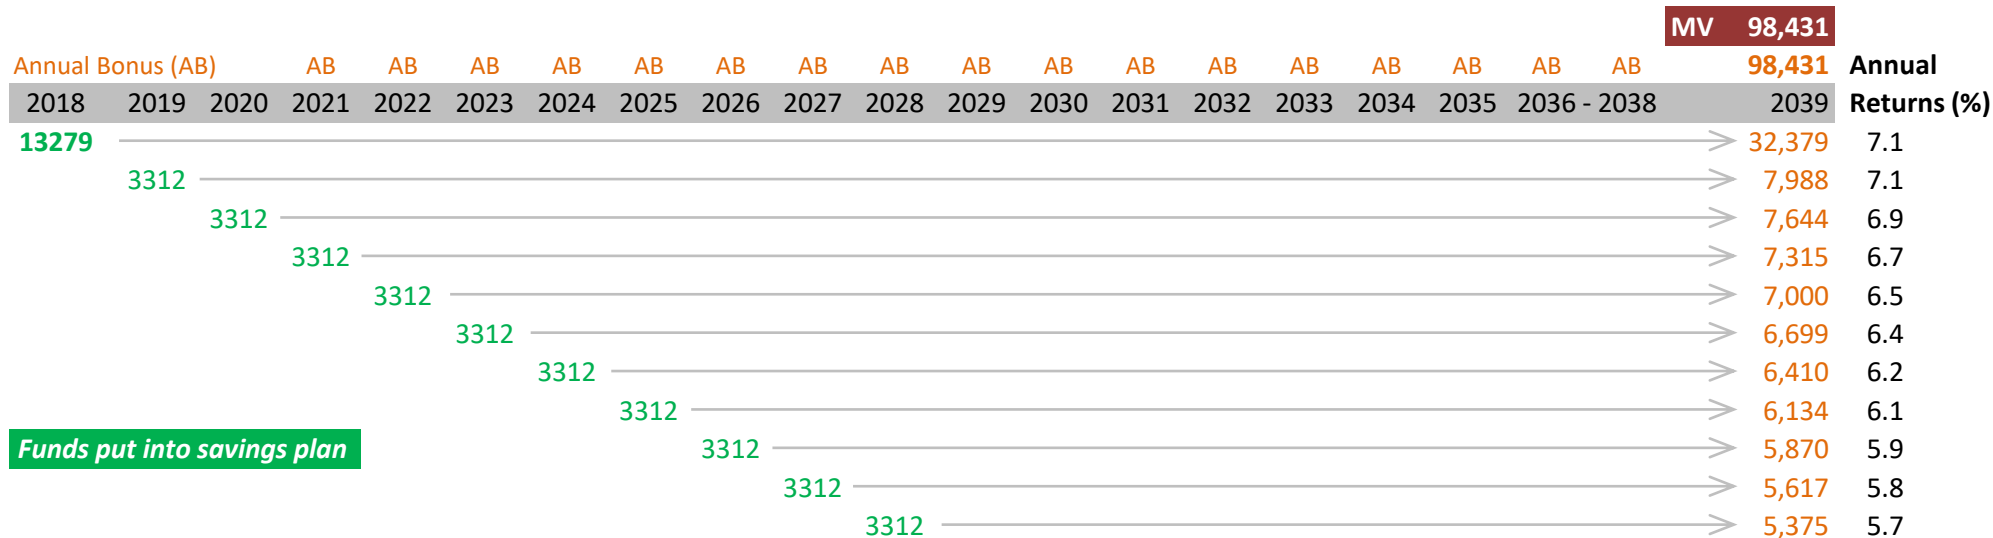 MV 98,431
Annual Bonus (AB) AB AB AB AB AB AB AB AB AB AB AB AB AB AB AB AB AB 98,431 Annual
2018 2019 2020 2021 2022 2023 2024 2025 2026 2027 2028 2029 2030 2031 2032 2033 2034 2035 2036 - 2038 2039 Returns (%)
13279 32,379 7.1
3312 7,988 7.1
3312 7,644 6.9
3312 7,315 6.7
3312 7,000 6.5
3312 6,699 6.4
3312 6,410 6.2
3312 6,134 6.1
Funds put into savings plan 3312 5,870 5.9
3312 5,617 5.8
3312 5,375 5.7